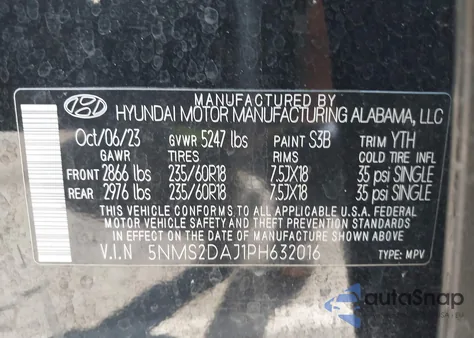 MANUFACTURED BY
HYUNDAI MOTOR MANUFACTURING ALABAMA, LLC
Oct/06/23 GVWR 5247 lbs PAINT S3B TRIM YTH
GAWR TIRES RIMS COLD TIRE INFL
FRONT 2866 lbs 235/60R18 7.5JX18 35 psi SINGLE
REAR 2976 lbs 235/60R18 7.5JX18 35 psi SINGLE
THIS VEHICLE CONFORMS TO ALL APPLICABLE U.S.A. FEDERAL
MOTOR VEHICLE SAFETY AND THEFT PREVENTION STANDARDS
IN EFFECT ON THE DATE OF MANUFACTURE SHOWN ABOVE.
V.I.N 5NMS2DAJ1PH632016 TYPE: MPV
autoSnap